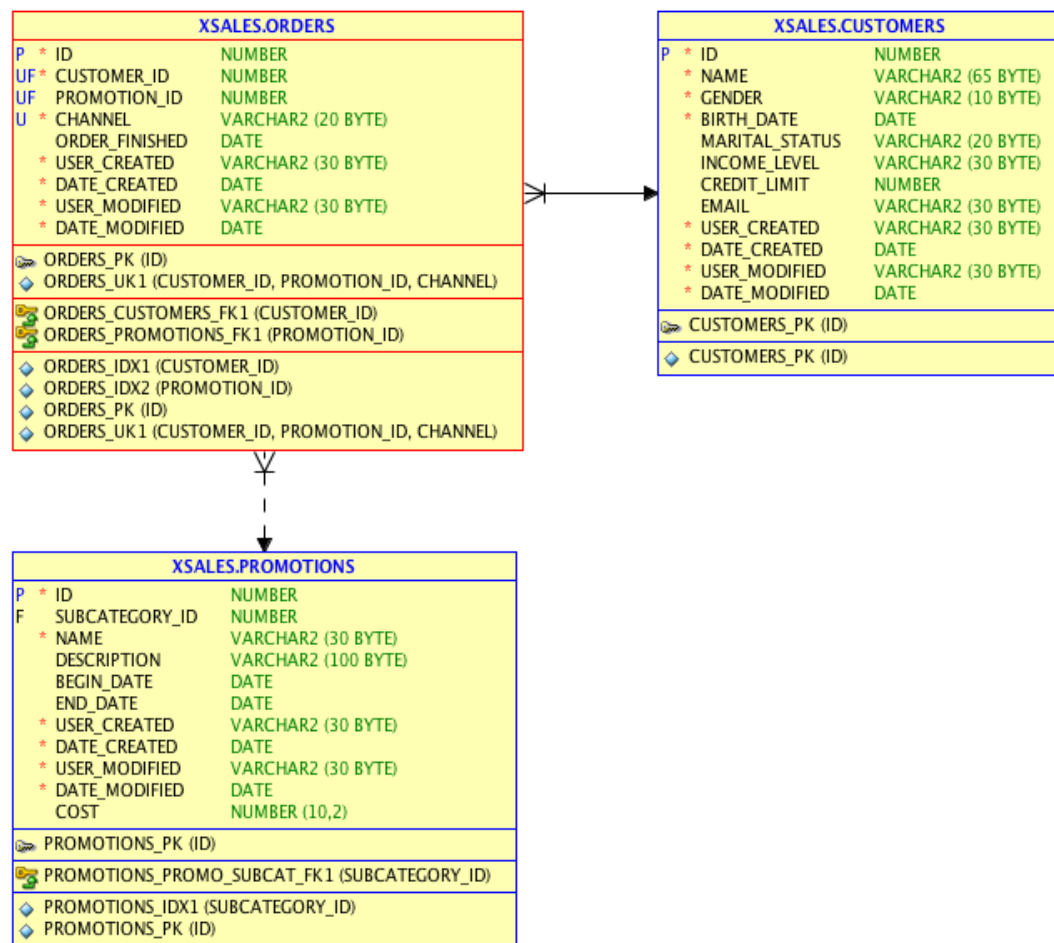 XSALES.ORDERS
P * ID NUMBER
UF * CUSTOMER_ID NUMBER
UF PROMOTION_ID NUMBER
U * CHANNEL VARCHAR2 (20 BYTE)
ORDER_FINISHED DATE
* USER_CREATED VARCHAR2 (30 BYTE)
* DATE_CREATED DATE
* USER_MODIFIED VARCHAR2 (30 BYTE)
* DATE_MODIFIED DATE
ORDERS_PK (ID)
ORDERS_UK1 (CUSTOMER_ID, PROMOTION_ID, CHANNEL)
ORDERS_CUSTOMERS_FK1 (CUSTOMER_ID)
ORDERS_PROMOTIONS_FK1 (PROMOTION_ID)
ORDERS_IDX1 (CUSTOMER_ID)
ORDERS_IDX2 (PROMOTION_ID)
ORDERS_PK (ID)
ORDERS_UK1 (CUSTOMER_ID, PROMOTION_ID, CHANNEL)
XSALES.CUSTOMERS
P * ID NUMBER
* NAME VARCHAR2 (65 BYTE)
* GENDER VARCHAR2 (10 BYTE)
* BIRTH_DATE DATE
MARITAL_STATUS VARCHAR2 (20 BYTE)
INCOME_LEVEL VARCHAR2 (30 BYTE)
CREDIT_LIMIT NUMBER
EMAIL VARCHAR2 (30 BYTE)
* USER_CREATED VARCHAR2 (30 BYTE)
* DATE_CREATED DATE
* USER_MODIFIED VARCHAR2 (30 BYTE)
* DATE_MODIFIED DATE
CUSTOMERS_PK (ID)
CUSTOMERS_PK (ID)
XSALES.PROMOTIONS
P * ID NUMBER
F SUBCATEGORY_ID NUMBER
* NAME VARCHAR2 (30 BYTE)
DESCRIPTION VARCHAR2 (100 BYTE)
BEGIN_DATE DATE
END_DATE DATE
* USER_CREATED VARCHAR2 (30 BYTE)
* DATE_CREATED DATE
* USER_MODIFIED VARCHAR2 (30 BYTE)
* DATE_MODIFIED DATE
COST NUMBER (10,2)
PROMOTIONS_PK (ID)
PROMOTIONS_PROMO_SUBCAT_FK1 (SUBCATEGORY_ID)
PROMOTIONS_IDX1 (SUBCATEGORY_ID)
PROMOTIONS_PK (ID)